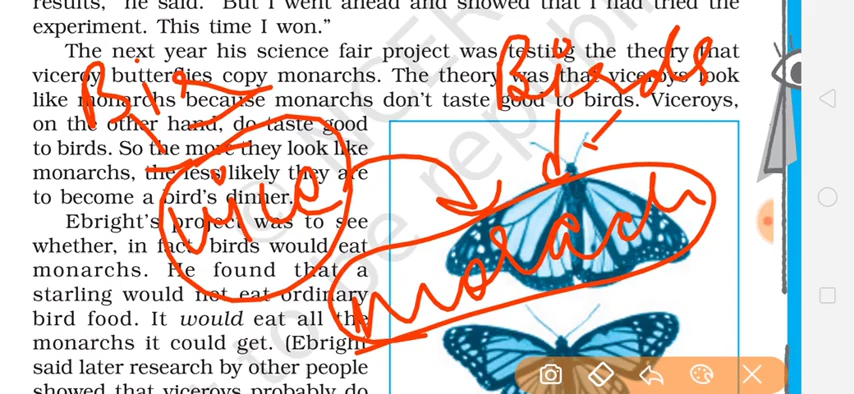 results," he said. "But I went ahead and showed that I had tried the
experiment. This time I won."
The next year his science fair project was testing the theory that
viceroy butterflies copy monarchs. The theory was that viceroys look
like monarchs because monarchs don't taste good to birds. Viceroys,
on the other hand, do taste good
to birds. So the more they look like
monarchs, the less likely they are
to become a bird's dinner.
Ebright's project was to see
whether, in fact, birds would eat
monarchs. He found that a
starling would not eat ordinary
bird food. It would eat all the
monarchs it could get. (Ebright
said later research by other people
showed that viceroys probably do
Birds